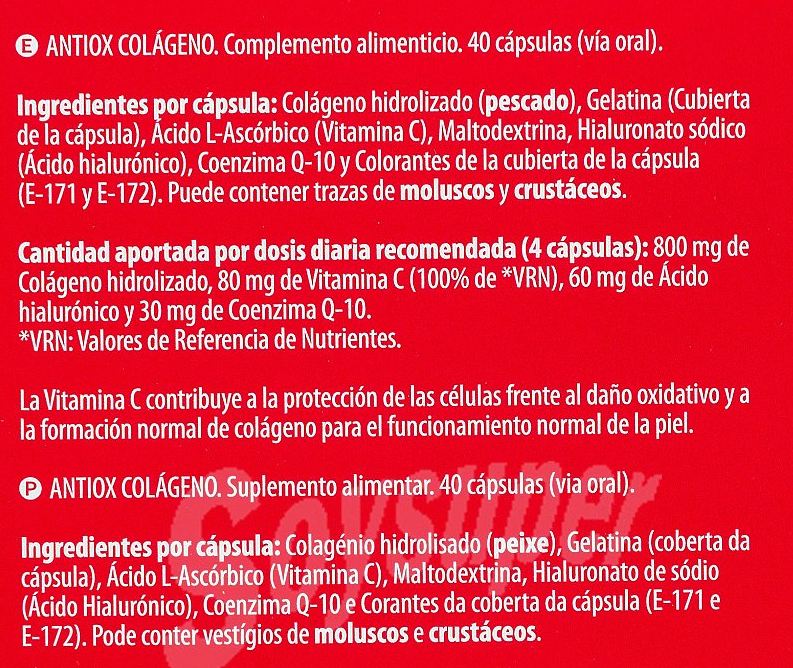 E ANTIOX COLÁGENO. Complemento alimenticio. 40 cápsulas (vía oral).
Ingredientes por cápsula: Colágeno hidrolizado (pescado), Gelatina (Cubierta
de la cápsula), Ácido L-Ascórbico (Vitamina C), Maltodextrina, Hialuronato sódico
(Ácido hialurónico), Coenzima Q-10 y Colorantes de la cubierta de la cápsula
(E-171 y E-172). Puede contener trazas de moluscos y crustáceos.
Cantidad aportada por dosis diaria recomendada (4 cápsulas): 800 mg de
Colágeno hidrolizado, 80 mg de Vitamina C (100% de *VRN), 60 mg de Ácido
hialurónico y 30 mg de Coenzima Q-10.
*VRN: Valores de Referencia de Nutrientes.
La Vitamina C contribuye a la protección de las células frente al daño oxidativo y a
la formación normal de colágeno para el funcionamiento normal de la piel.
P ANTIOX COLÁGENO. Suplemento alimentar. 40 cápsulas (via oral).
Soysuper
Ingredientes por cápsula: Colagénio hidrolisado (peixe), Gelatina (coberta da
cápsula), Ácido L-Ascórbico (Vitamina C), Maltodextrina, Hialuronato de sódio
(Ácido Hialurónico), Coenzima Q-10 e Corantes da coberta da cápsula (E-171 e
E-172). Pode conter vestígios de moluscos e crustáceos.